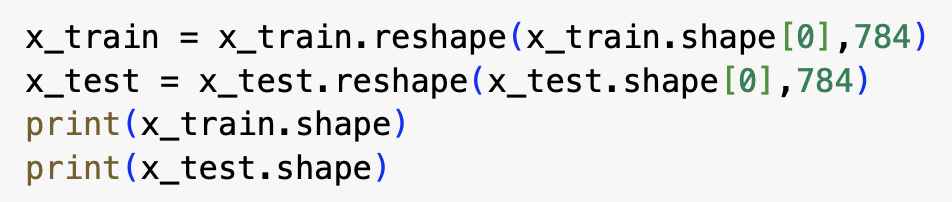 x_train = x_train.reshape(x_train.shape[0],784)
x_test = x_test.reshape(x_test.shape[0],784)
print(x_train.shape)
print(x_test.shape)